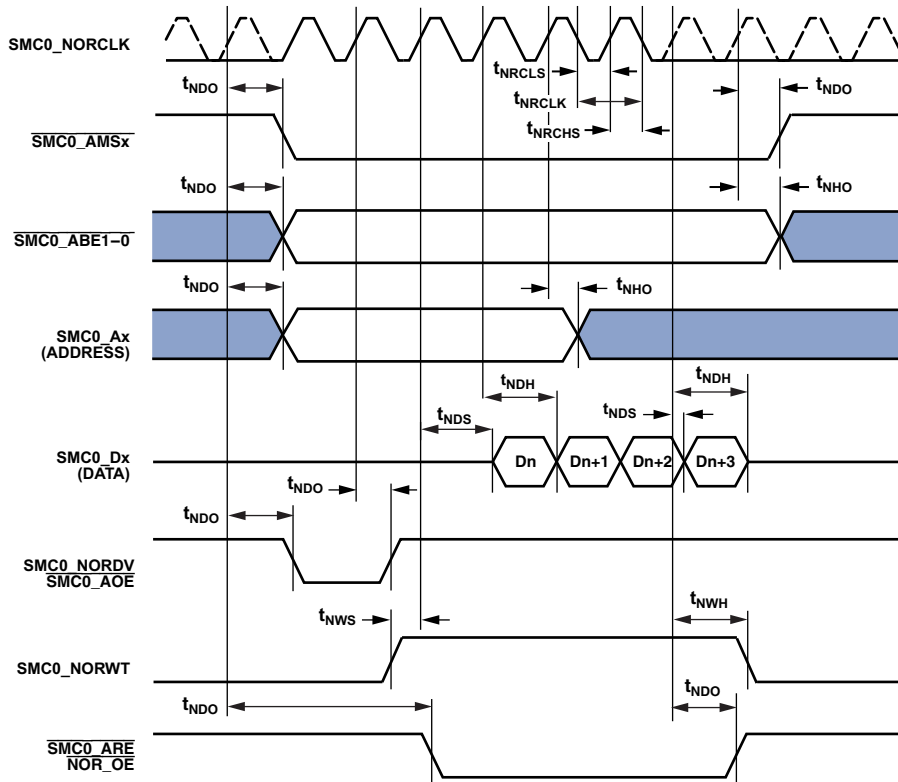 SMC0_NORCLK
tNDO
tNRCLS
tNRCLK
tNRCHS
tNDO
SMC0_AMSx
tNDO
tNHO
SMC0_ABE1–0
tNDO
tNHO
SMC0_Ax
(ADDRESS)
tNDH
tNDH
tNDS
tNDS
SMC0_Dx
(DATA)
Dn
Dn+1
Dn+2
Dn+3
tNDO
tNDO
SMC0_NORDV
SMC0_AOE
tNWS
tNWH
SMC0_NORWT
tNDO
tNDO
SMC0_ARE
NOR_OE